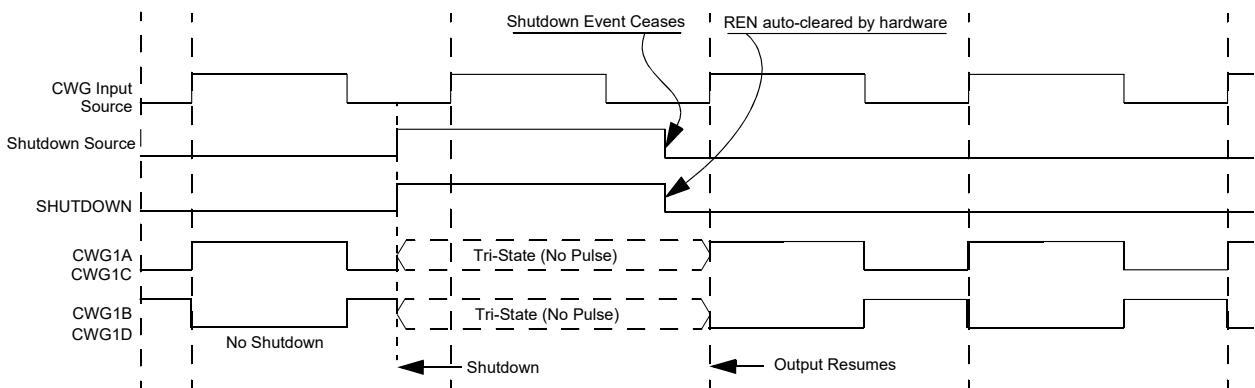 Shutdown Event Ceases
REN auto-cleared by hardware
CWG Input
Source
Shutdown Source
SHUTDOWN
CWG1A
CWG1C
Tri-State (No Pulse)
CWG1B
CWG1D
Tri-State (No Pulse)
No Shutdown
Shutdown
Output Resumes